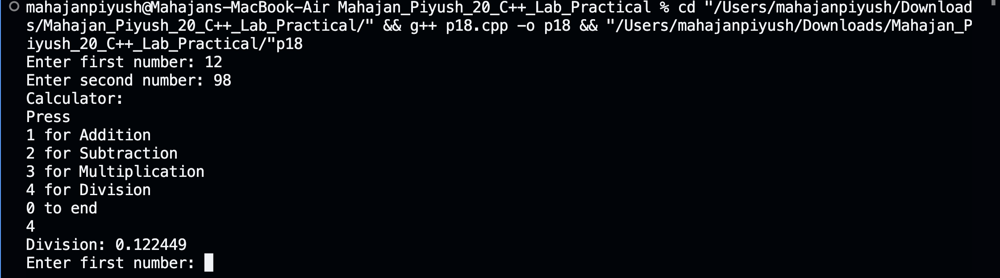 mahajanpiyush@Mahajans-MacBook-Air Mahajan_Piyush_20_C++_Lab_Practical % cd "/Users/mahajanpiyush/Download
s/Mahajan_Piyush_20_C++_Lab_Practical/" && g++ p18.cpp -o p18 && "/Users/mahajanpiyush/Downloads/Mahajan_P
iyush_20_C++_Lab_Practical/"p18
Enter first number: 12
Enter second number: 98
Calculator:
Press
1 for Addition
2 for Subtraction
3 for Multiplication
4 for Division
0 to end
4
Division: 0.122449
Enter first number: